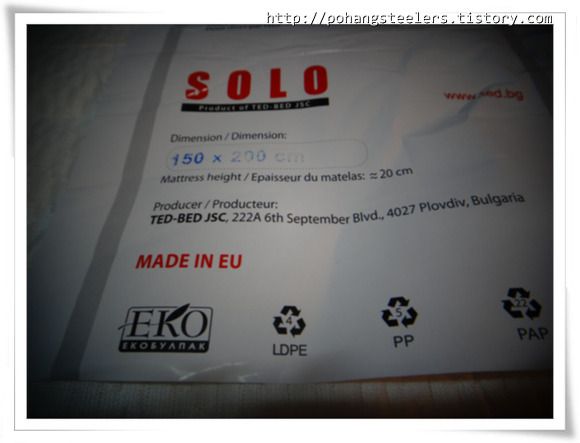 http://pohangsteelers.tistory.com
SOLO
Product of TED-BED JSC
www.ted.bg
Dimension / Dimension:
150 x 200 cm
Mattress height / Epaisseur du matelas: ≈ 20 cm
Producer / Producteur:
TED-BED JSC, 222A 6th September Blvd., 4027 Plovdiv, Bulgaria
MADE IN EU
EKO
ЕКОБУЛПАК
4 5 22
LDPE PP PAP